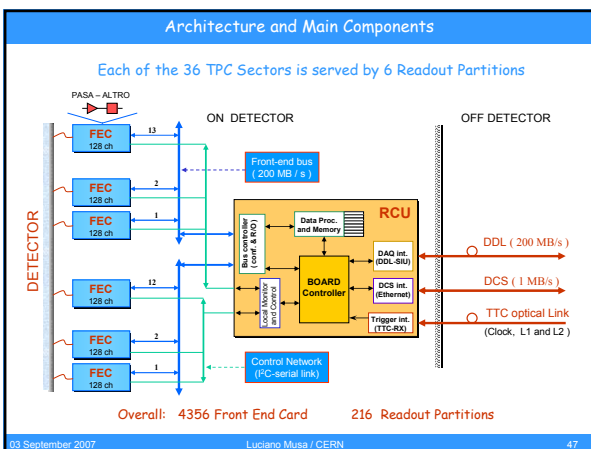 Architecture and Main Components
Each of the 36 TPC Sectors is served by 6 Readout Partitions
PASA – ALTRO
ON DETECTOR
OFF DETECTOR
DETECTOR
FEC
128 ch
13
FEC
128 ch
2
FEC
128 ch
1
FEC
128 ch
12
FEC
128 ch
2
FEC
128 ch
1
Front-end bus
( 200 MB / s )
Control Network
(I²C-serial link)
RCU
Bus controller
(conf. & R/O)
Data Proc.
and Memory
Local Monitor
and Control
BOARD
Controller
DAQ int.
(DDL-SIU)
DCS int.
(Ethernet)
Trigger int.
(TTC-RX)
DDL ( 200 MB/s )
DCS ( 1 MB/s )
TTC optical Link
(Clock, L1 and L2 )
Overall: 4356 Front End Card 216 Readout Partitions
03 September 2007 Luciano Musa / CERN 47